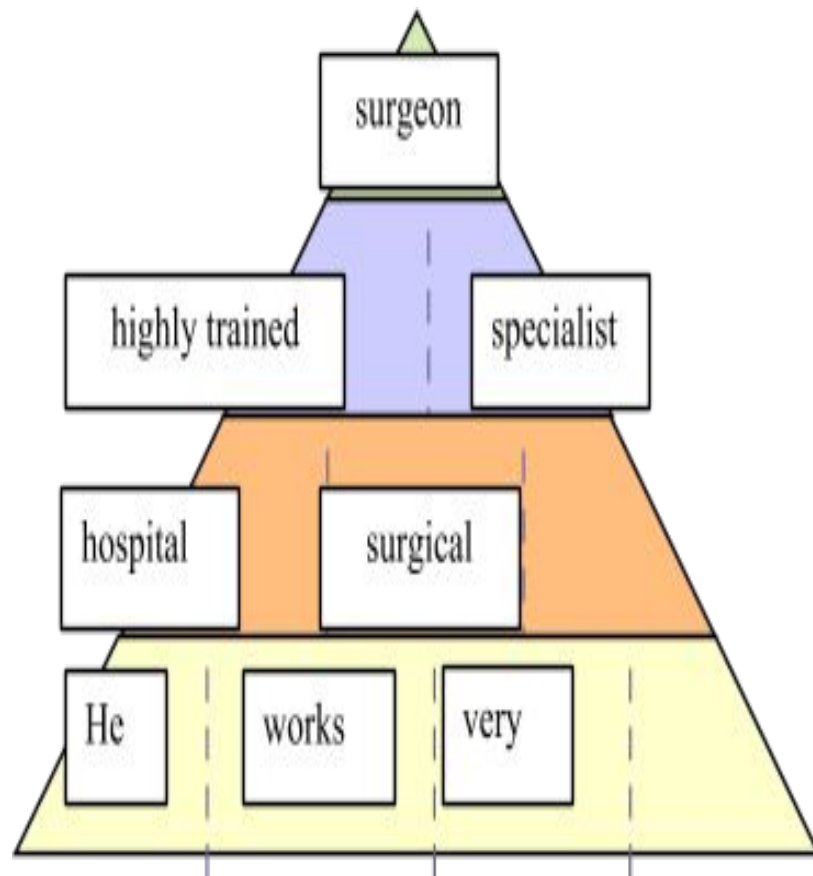 surgeon
highly trained specialist
hospital surgical
He works very